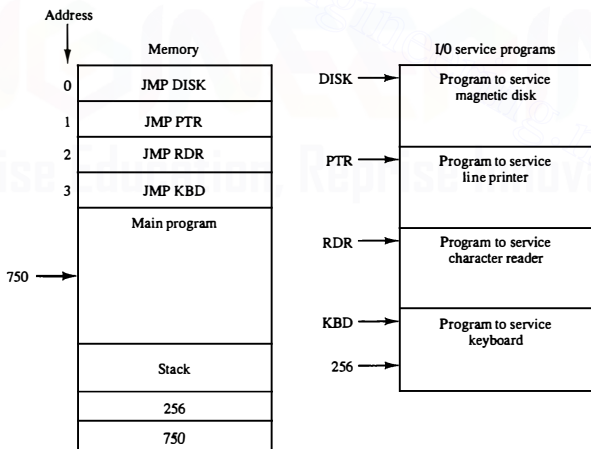 Address
Memory
0 JMP DISK
1 JMP PTR
2 JMP RDR
3 JMP KBD
Main program
750
Stack
256
750
I/0 service programs
DISK
Program to service
magnetic disk
PTR
Program to service
line printer
RDR
Program to service
character reader
KBD
Program to service
keyboard
256